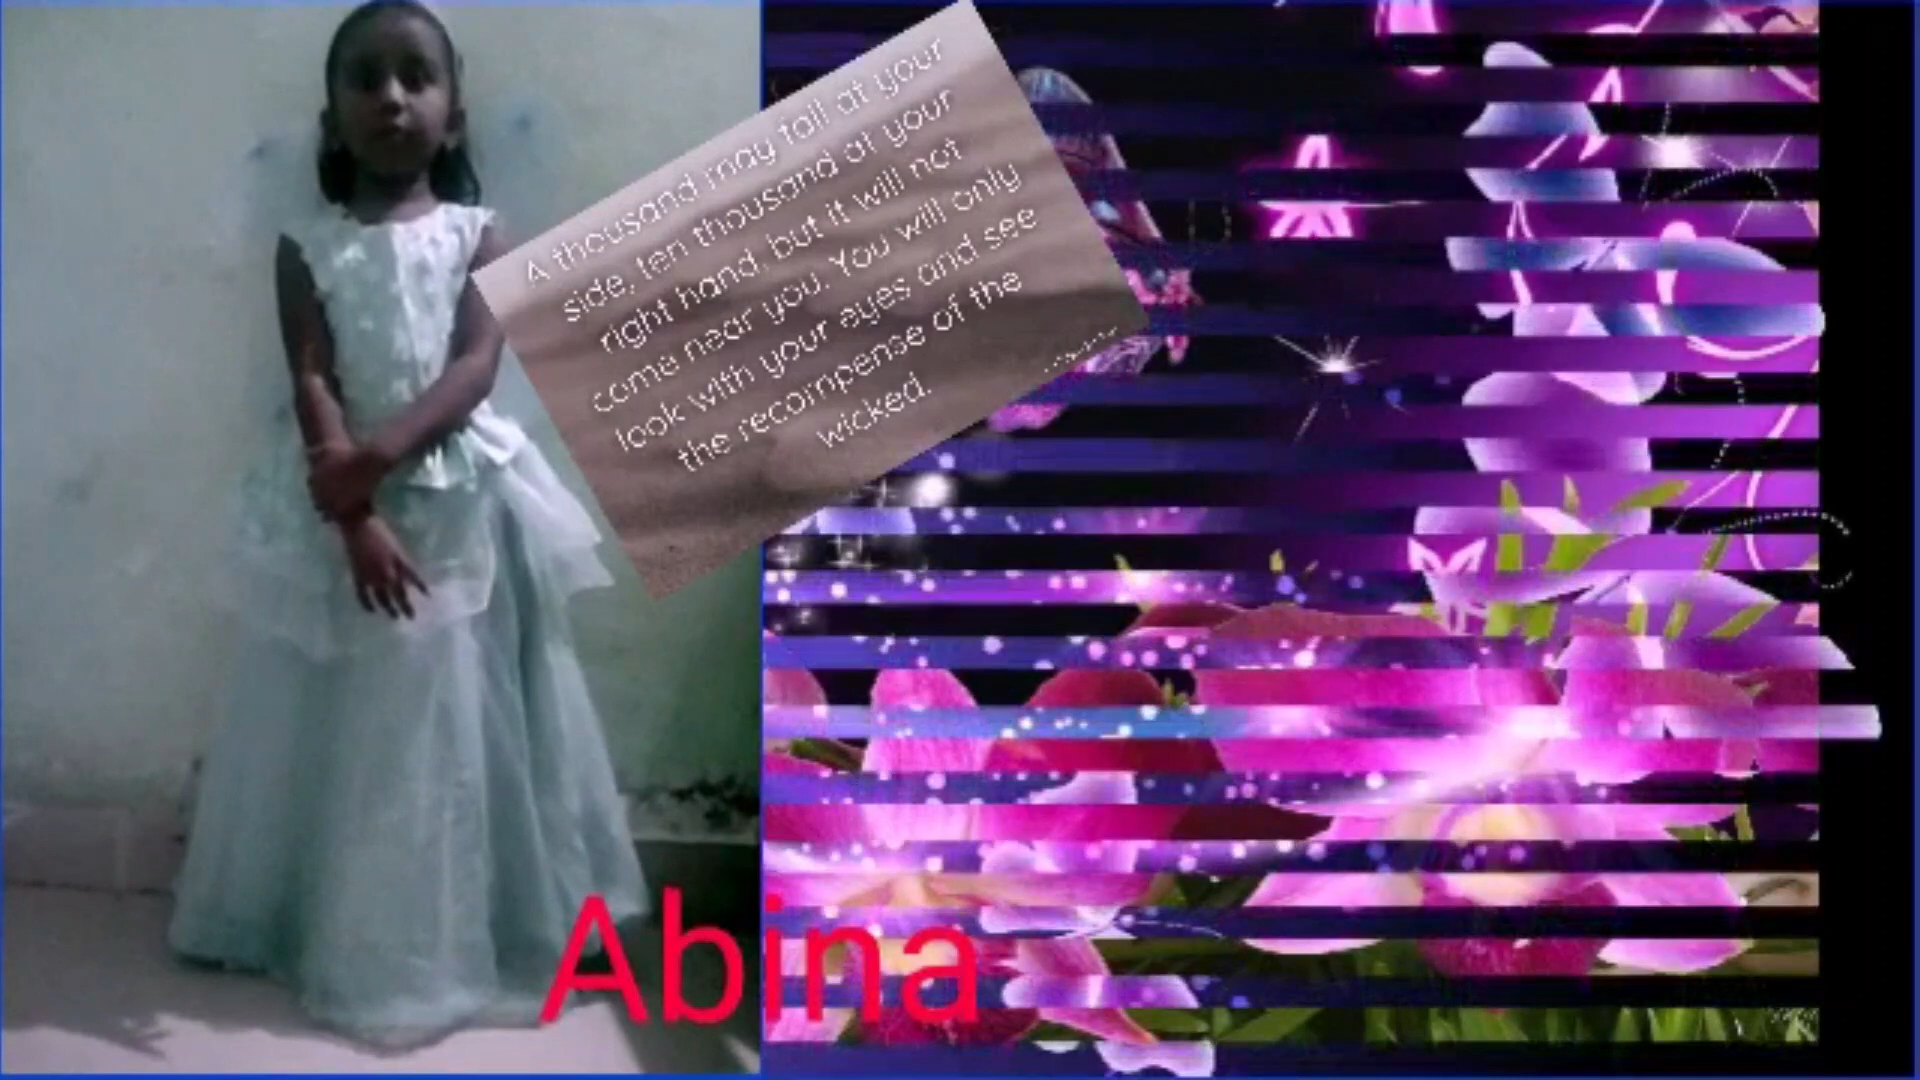 A thousand may fall at your
side, ten thousand at your
right hand, but it will not
come near you. You will only
look with your eyes and see
the recompense of the
wicked.
Abina